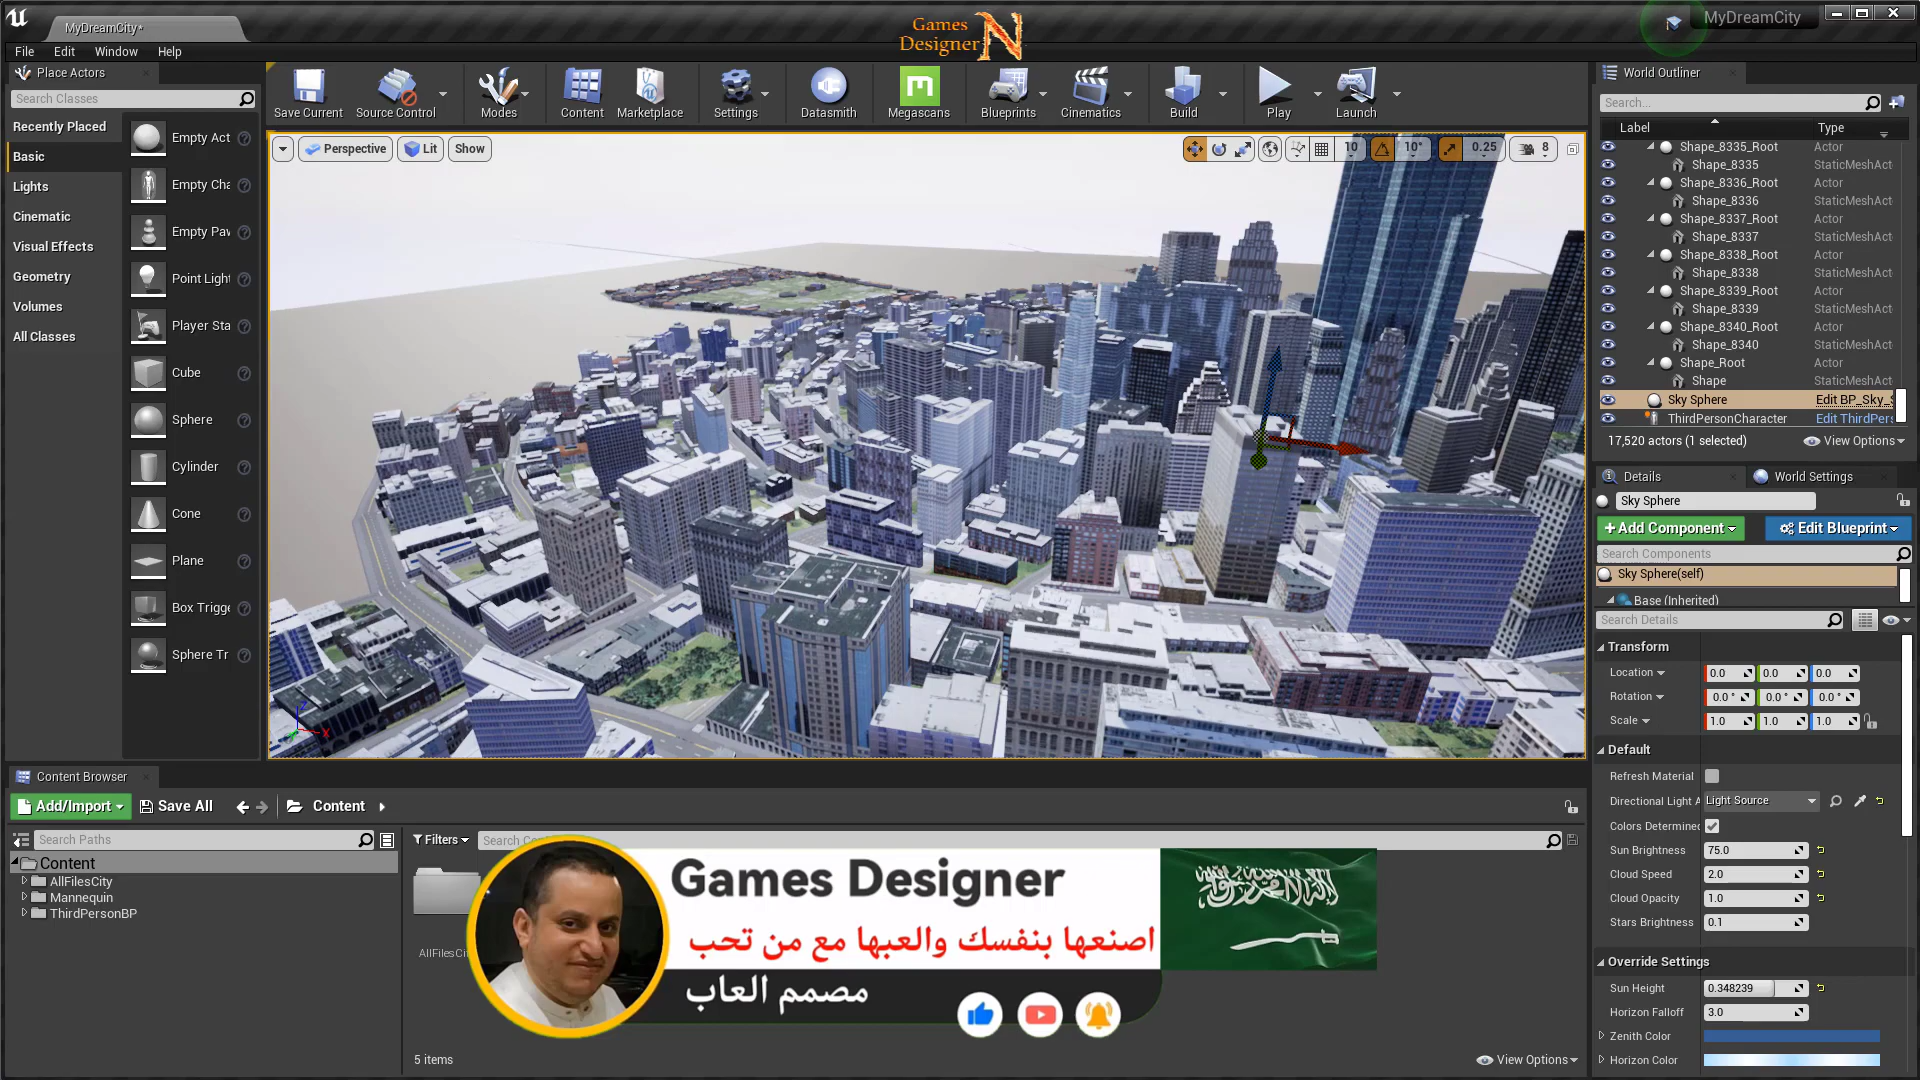 MyDreamCity*
Games
Designer N
MyDreamCity
File Edit Window Help
Place Actors
Search Classes
Recently Placed
Basic
Lights
Cinematic
Visual Effects
Geometry
Volumes
All Classes
Empty Act
Empty Cha
Empty Pav
Point Light
Player Sta
Cube
Sphere
Cylinder
Cone
Plane
Box Trigge
Sphere Tr
Save Current Source Control Modes Content Marketplace Settings Datasmith Megascans Blueprints Cinematics Build Play Launch
Perspective Lit Show
10 10° 0.25 8
X
World Outliner
Search...
Label Type
Shape_8335_Root Actor
Shape_8335 StaticMeshAct
Shape_8336_Root Actor
Shape_8336 StaticMeshAct
Shape_8337_Root Actor
Shape_8337 StaticMeshAct
Shape_8338_Root Actor
Shape_8338 StaticMeshAct
Shape_8339_Root Actor
Shape_8339 StaticMeshAct
Shape_8340_Root Actor
Shape_8340 StaticMeshAct
Shape_Root Actor
Shape StaticMeshAct
Sky Sphere Edit BP_Sky_S
ThirdPersonCharacter Edit ThirdPers
17,520 actors (1 selected) View Options
Details World Settings
Sky Sphere
+Add Component Edit Blueprint
Search Components
Sky Sphere(self)
Base (Inherited)
Search Details
Transform
Location 0.0 0.0 0.0
Rotation 0.0 ° 0.0 ° 0.0 °
Scale 1.0 1.0 1.0
Default
Refresh Material
Directional Light A Light Source
Colors Determined
Sun Brightness 75.0
Cloud Speed 2.0
Cloud Opacity 1.0
Stars Brightness 0.1
Override Settings
Sun Height 0.348239
Horizon Falloff 3.0
Zenith Color
Horizon Color
Content Browser
Add/Import Save All Content
Search Paths
Content
AllFilesCity
Mannequin
ThirdPersonBP
Filters Search Co
AllFilesCi
Games Designer
اصنعها بنفسك والعبها مع من تحب
مصمم العاب
5 items
View Options